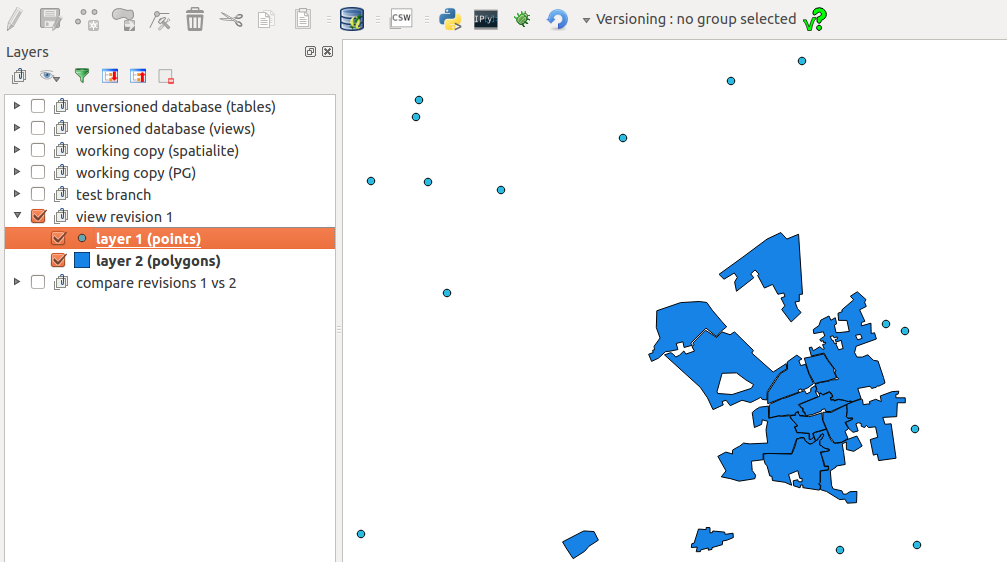 CSW
IP[y]:
Versioning : no group selected
Layers
unversioned database (tables)
versioned database (views)
working copy (spatialite)
working copy (PG)
test branch
view revision 1
layer 1 (points)
layer 2 (polygons)
compare revisions 1 vs 2